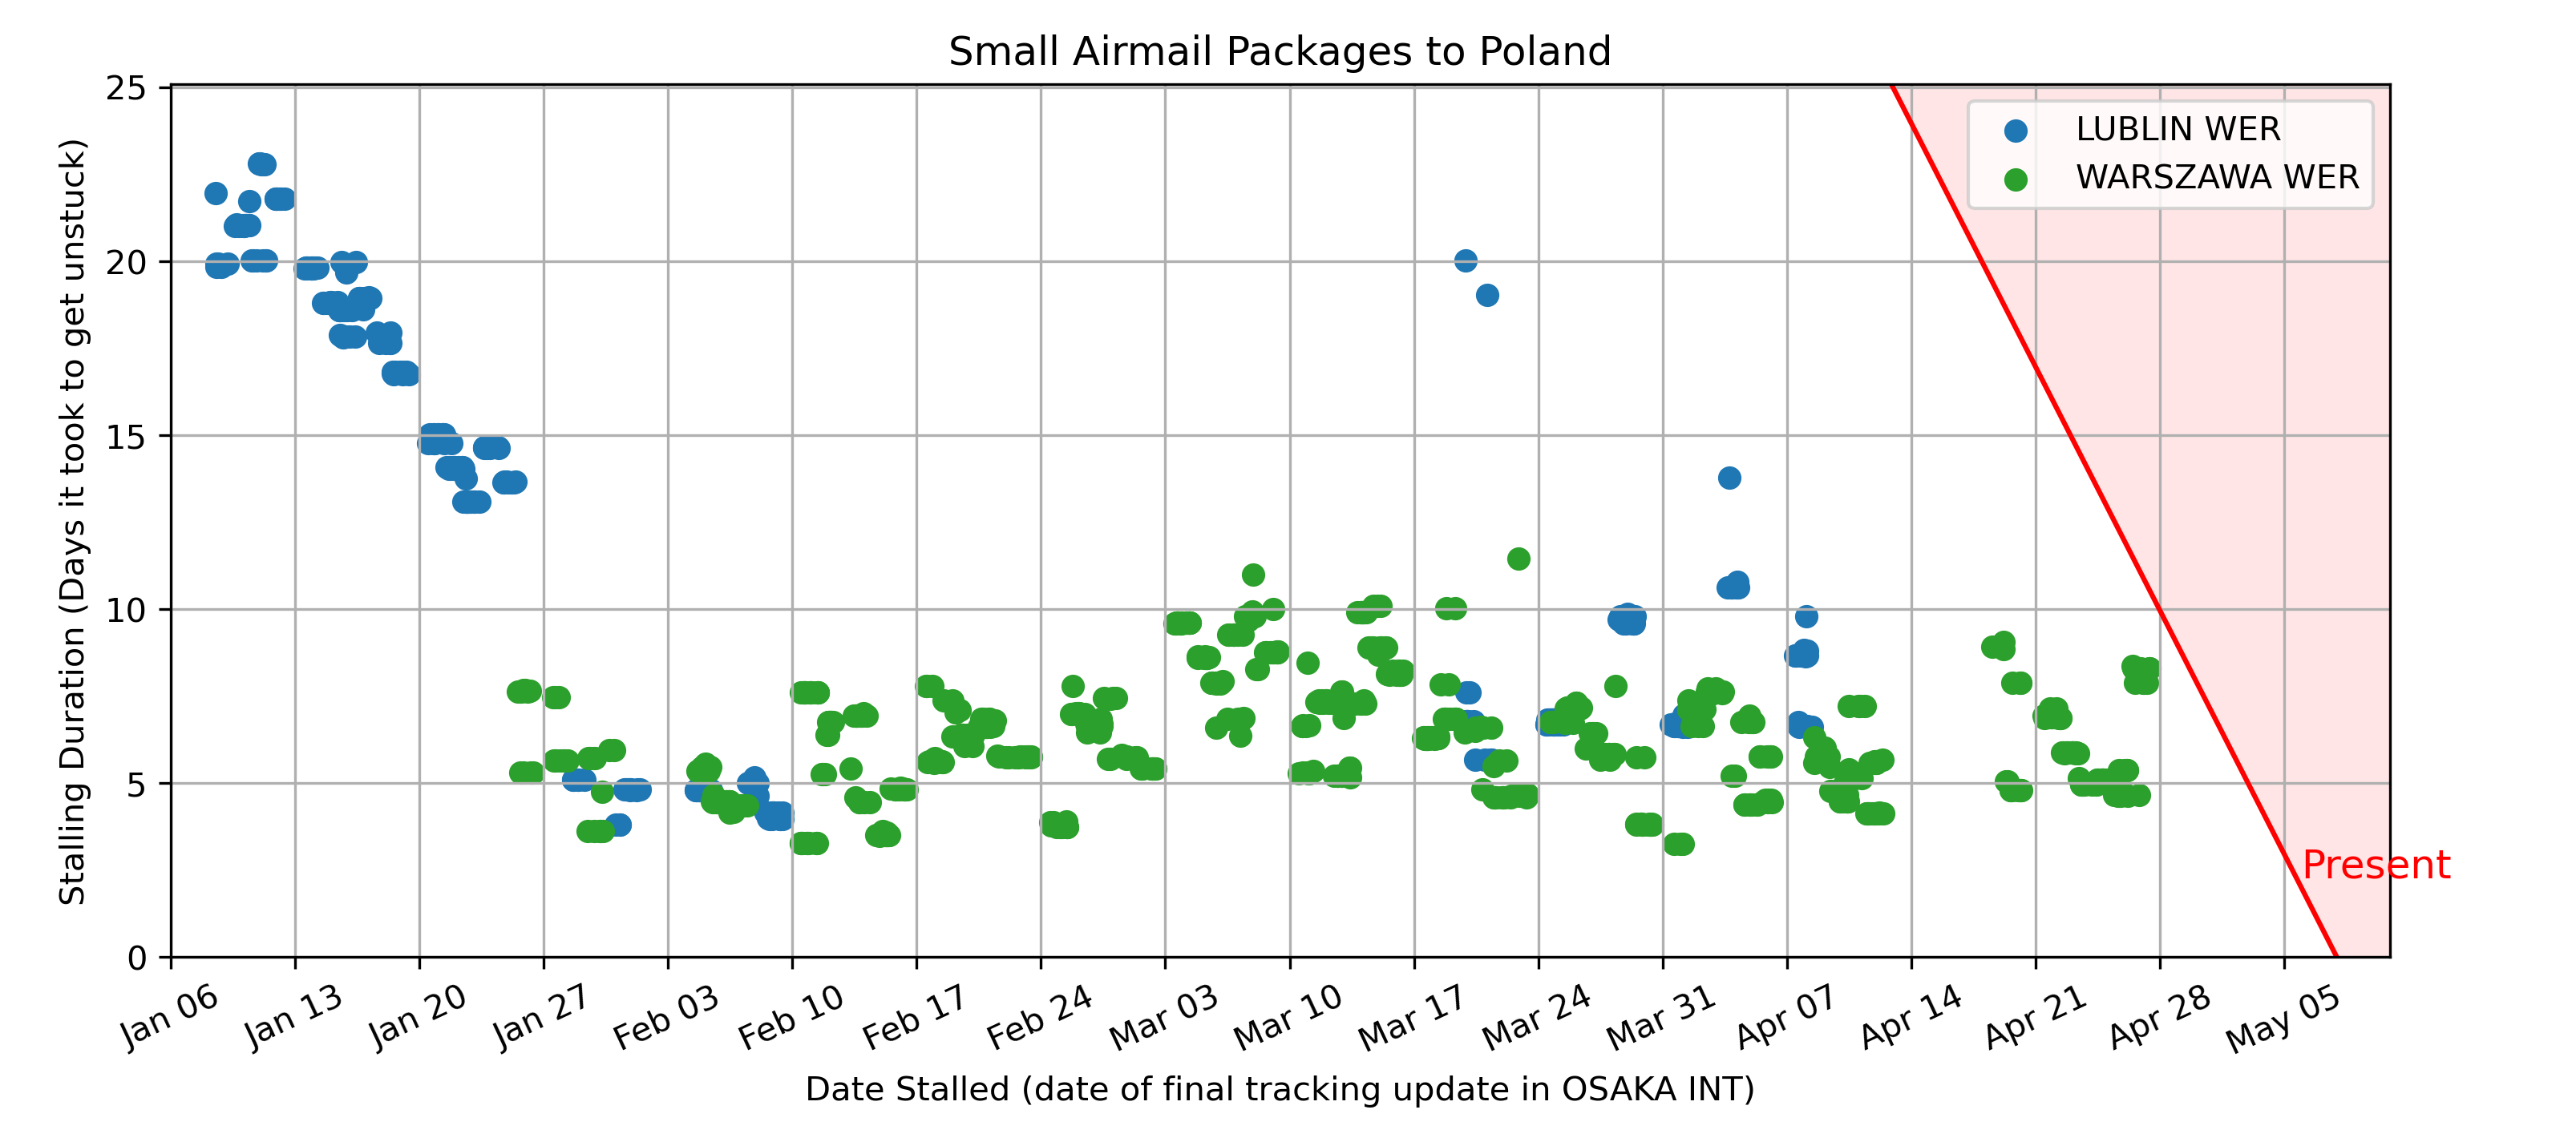 Small Airmail Packages to Poland
Stalling Duration (Days it took to get unstuck)
25
20
15
10
5
0
LUBLIN WER
WARSZAWA WER
Present
Jan 06
Jan 13
Jan 20
Jan 27
Feb 03
Feb 10
Feb 17
Feb 24
Mar 03
Mar 10
Mar 17
Mar 24
Mar 31
Apr 07
Apr 14
Apr 21
Apr 28
May 05
Date Stalled (date of final tracking update in OSAKA INT)